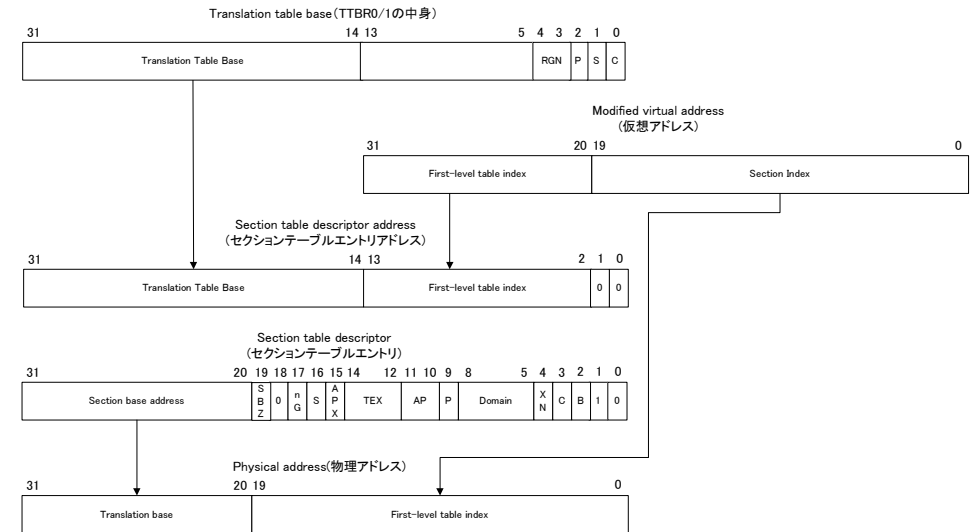 Translation table base(TTBR0/1の中身)
31 14 13 5 4 3 2 1 0
Translation Table Base RGN P S C
Modified virtual address
(仮想アドレス)
31 20 19 0
First-level table index Section Index
Section table descriptor address
(セクションテーブルエントリアドレス)
31 14 13 2 1 0
Translation Table Base First-level table index 0 0
Section table descriptor
(セクションテーブルエントリ)
31 20 19 18 17 16 15 14 12 11 10 9 8 5 4 3 2 1 0
Section base address SBZ 0 nG S APX TEX AP P Domain XN C B 1 0
Physical address(物理アドレス)
31 20 19 0
Translation base First-level table index